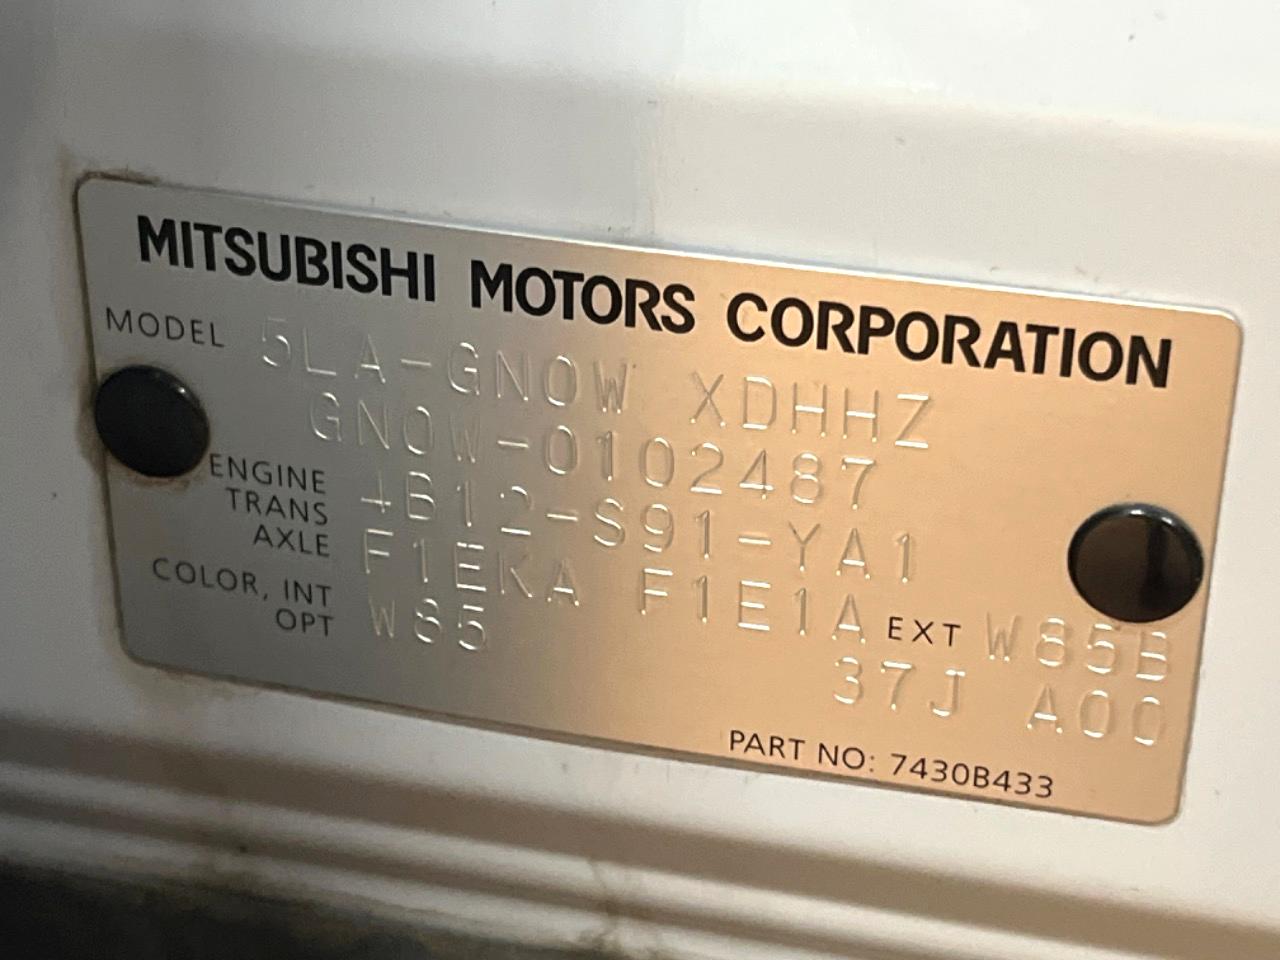 MITSUBISHI MOTORS CORPORATION
MODEL 5LA-GN0W XDHHZ
GN0W-0102487
ENGINE 4B12-S91-YA1
TRANS
AXLE F1EKA F1E1A
COLOR, INT W85 EXT W85B
OPT 37J A00
PART NO: 7430B433